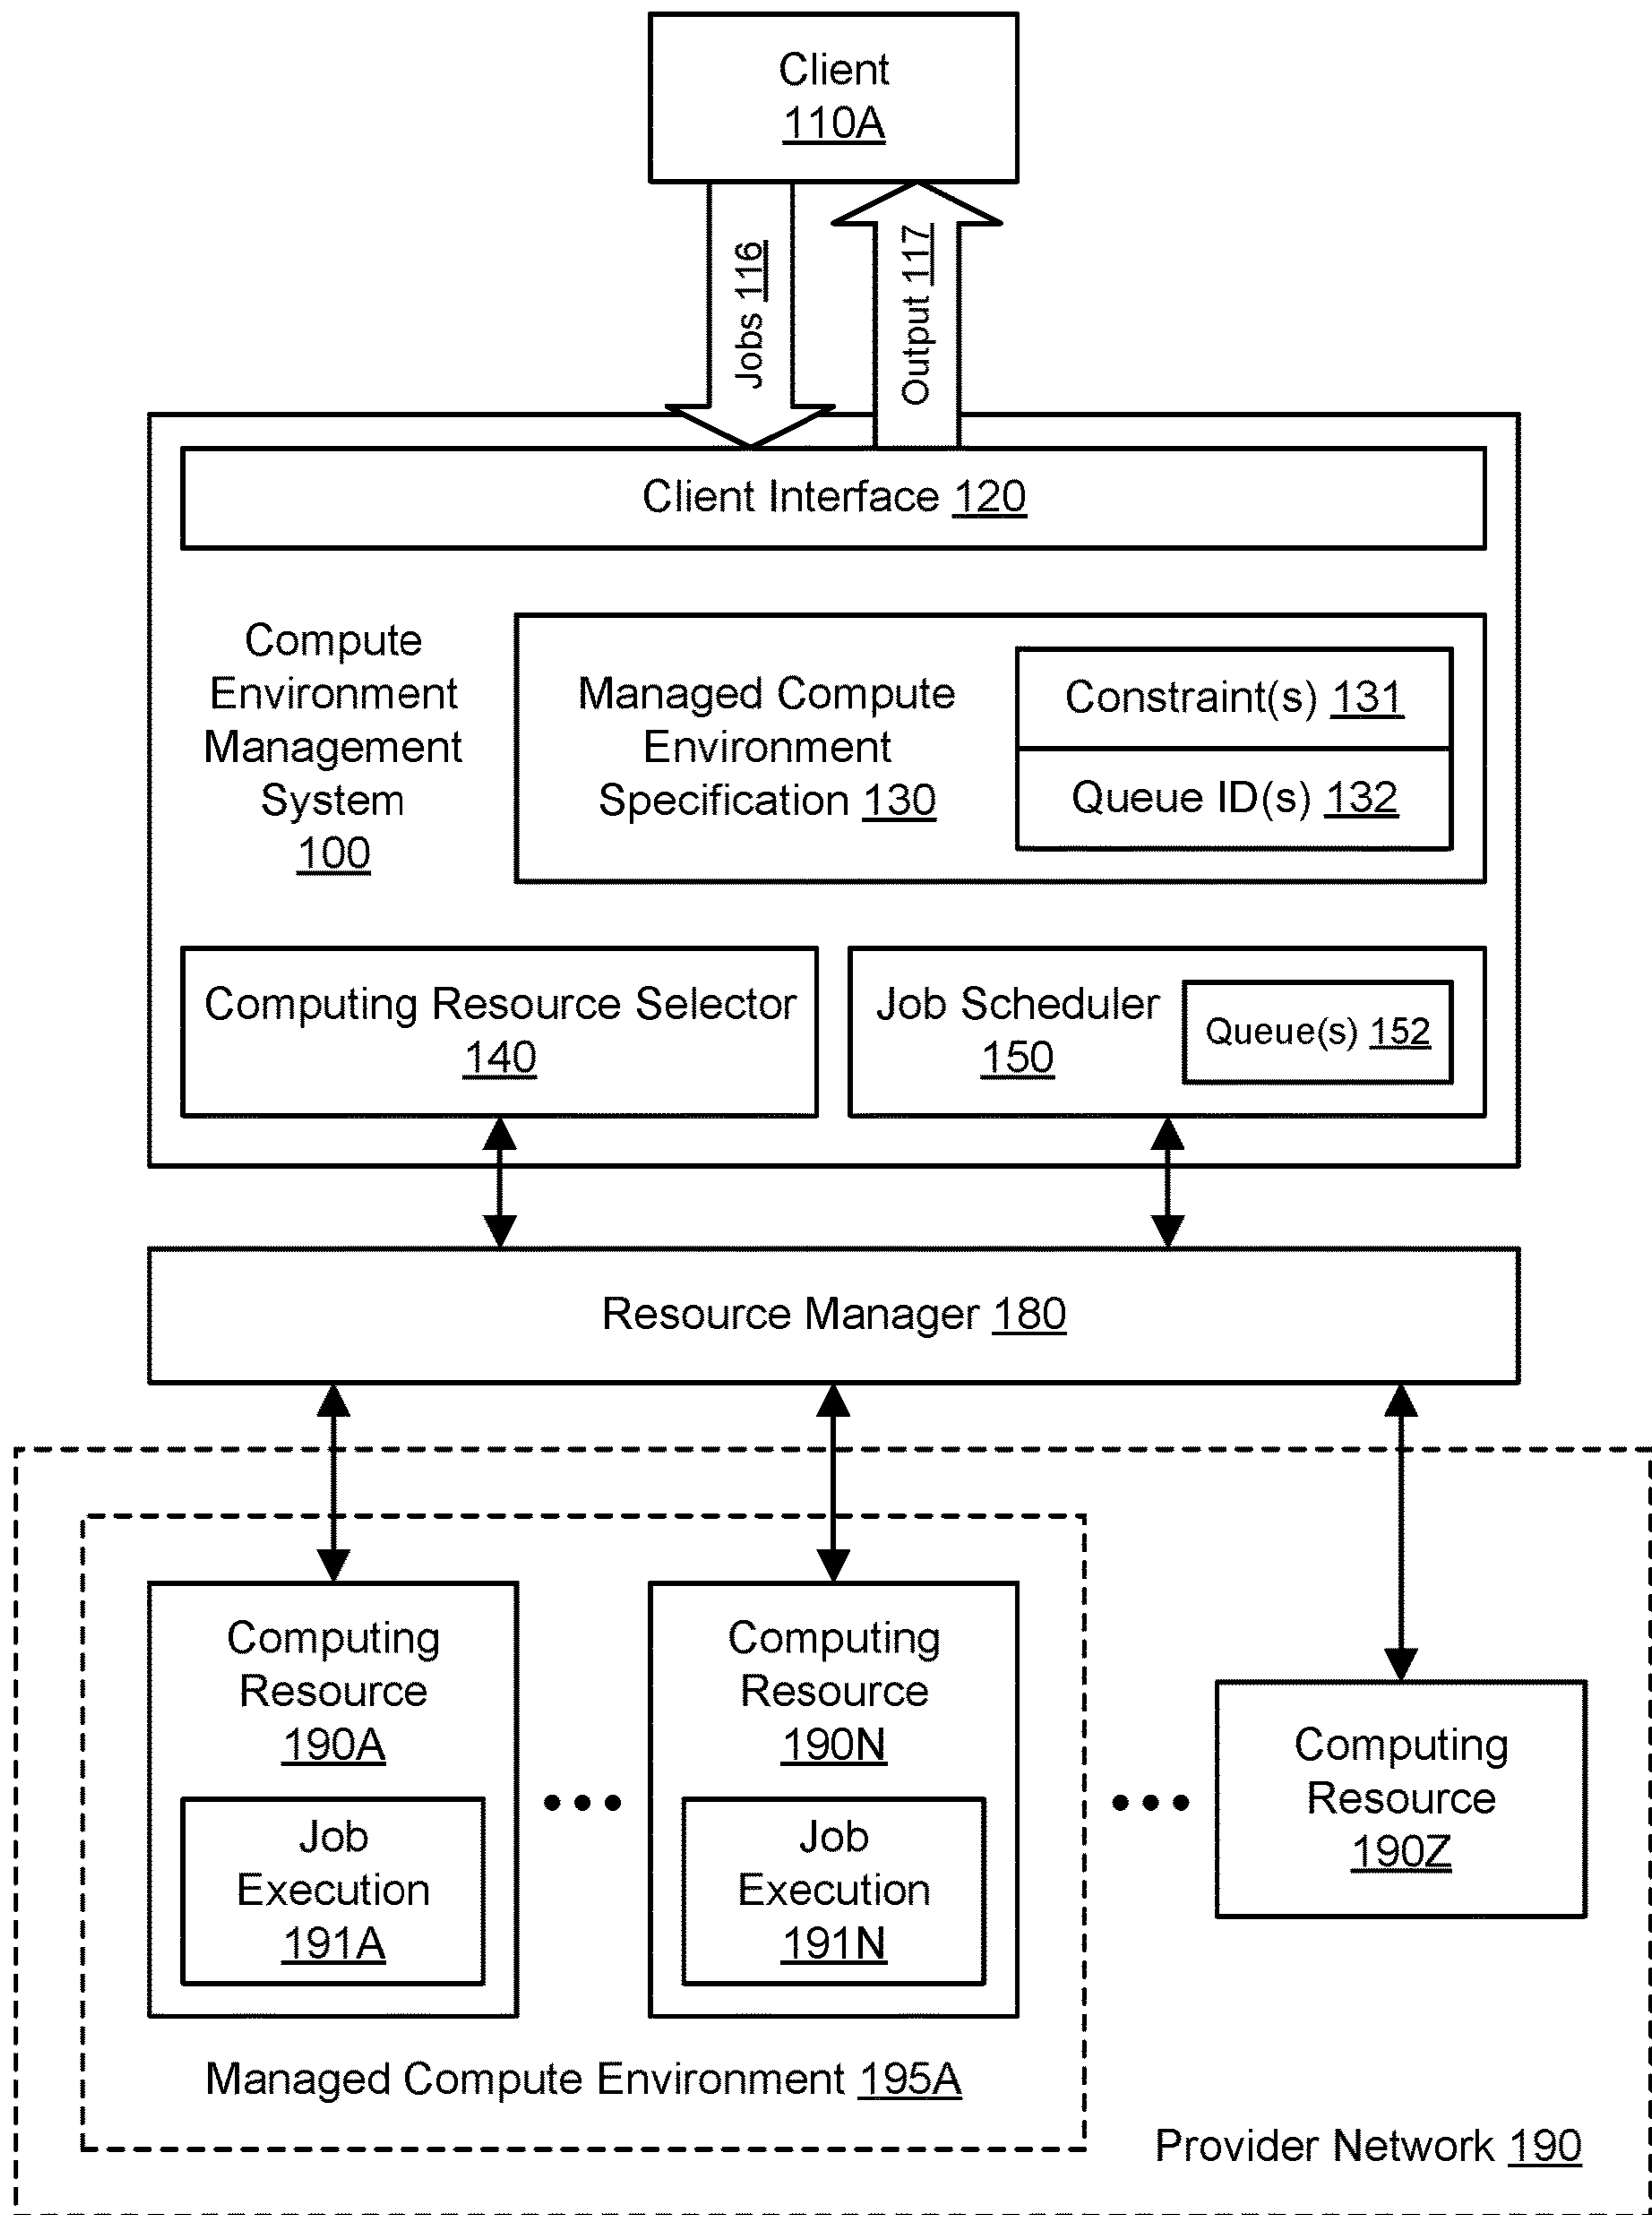 Client
110A
Jobs 116
Output 117
Client Interface 120
Compute
Environment
Management
System
100
Managed Compute
Environment
Specification 130
Constraint(s) 131
Queue ID(s) 132
Computing Resource Selector
140
Job Scheduler
150
Queue(s) 152
Resource Manager 180
Computing
Resource
190A
Job
Execution
191A
Computing
Resource
190N
Job
Execution
191N
Computing
Resource
190Z
Managed Compute Environment 195A
Provider Network 190